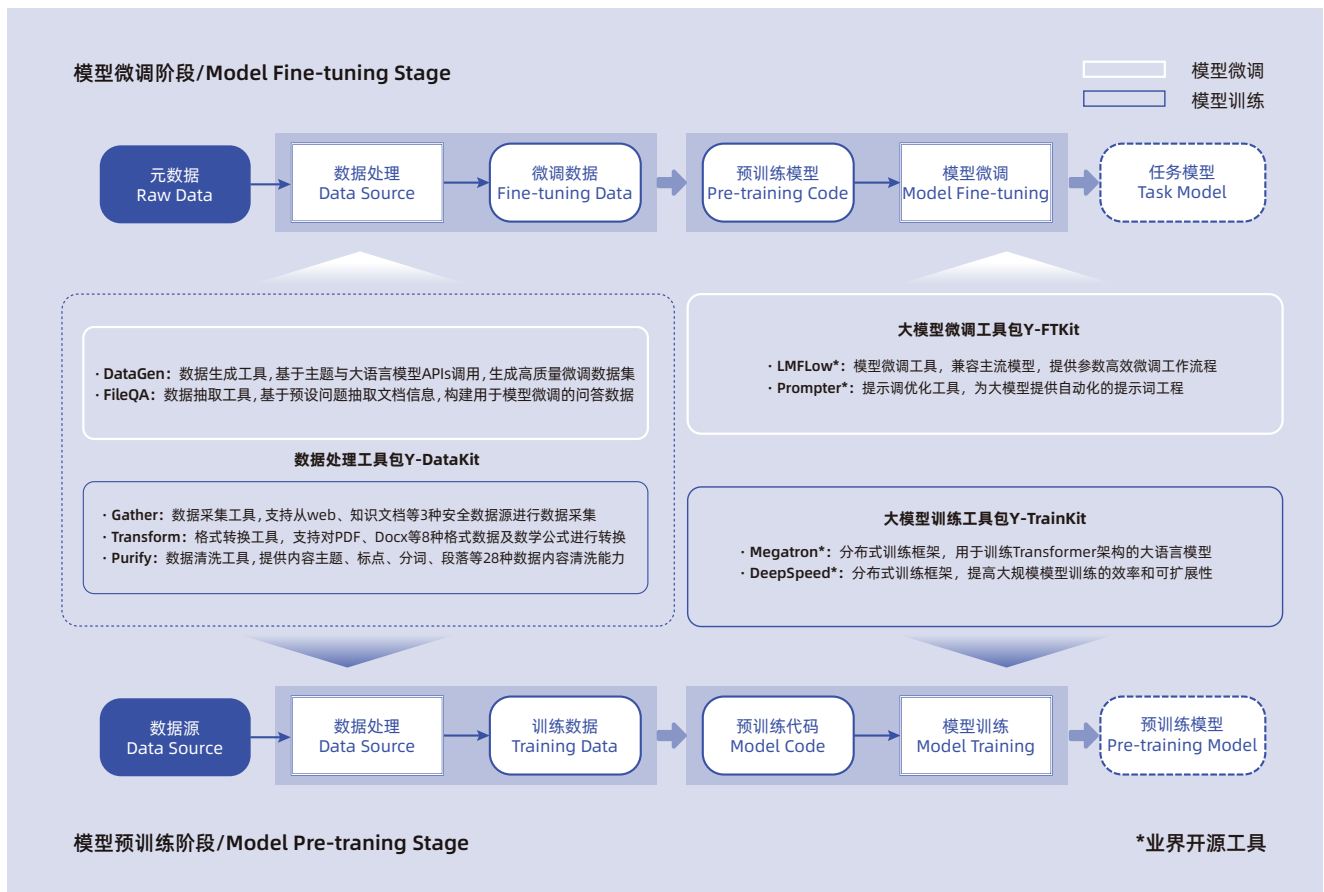 模型微调阶段/Model Fine-tuning Stage
模型微调
模型训练
元数据
Raw Data
数据处理
Data Source
微调数据
Fine-tuning Data
预训练模型
Pre-training Code
模型微调
Model Fine-tuning
任务模型
Task Model
· DataGen：数据生成工具，基于主题与大语言模型APIs调用，生成高质量微调数据集
· FileQA：数据抽取工具，基于预设问题抽取文档信息，构建用于模型微调的问答数据
数据处理工具包Y-DataKit
· Gather：数据采集工具，支持从web、知识文档等3种安全数据源进行数据采集
· Transform：格式转换工具，支持对PDF、Docx等8种格式数据及数学公式进行转换
· Purify：数据清洗工具，提供内容主题、标点、分词、段落等28种数据内容清洗能力
大模型微调工具包Y-FTKit
· LMFLow*：模型微调工具，兼容主流模型，提供参数高效微调工作流程
· Prompter*：提示调优化工具，为大模型提供自动化的提示词工程
大模型训练工具包Y-TrainKit
· Megatron*：分布式训练框架，用于训练Transformer架构的大语言模型
· DeepSpeed*：分布式训练框架，提高大规模模型训练的效率和可扩展性
数据源
Data Source
数据处理
Data Source
训练数据
Training Data
预训练代码
Model Code
模型训练
Model Training
预训练模型
Pre-training Model
模型预训练阶段/Model Pre-traning Stage
*业界开源工具